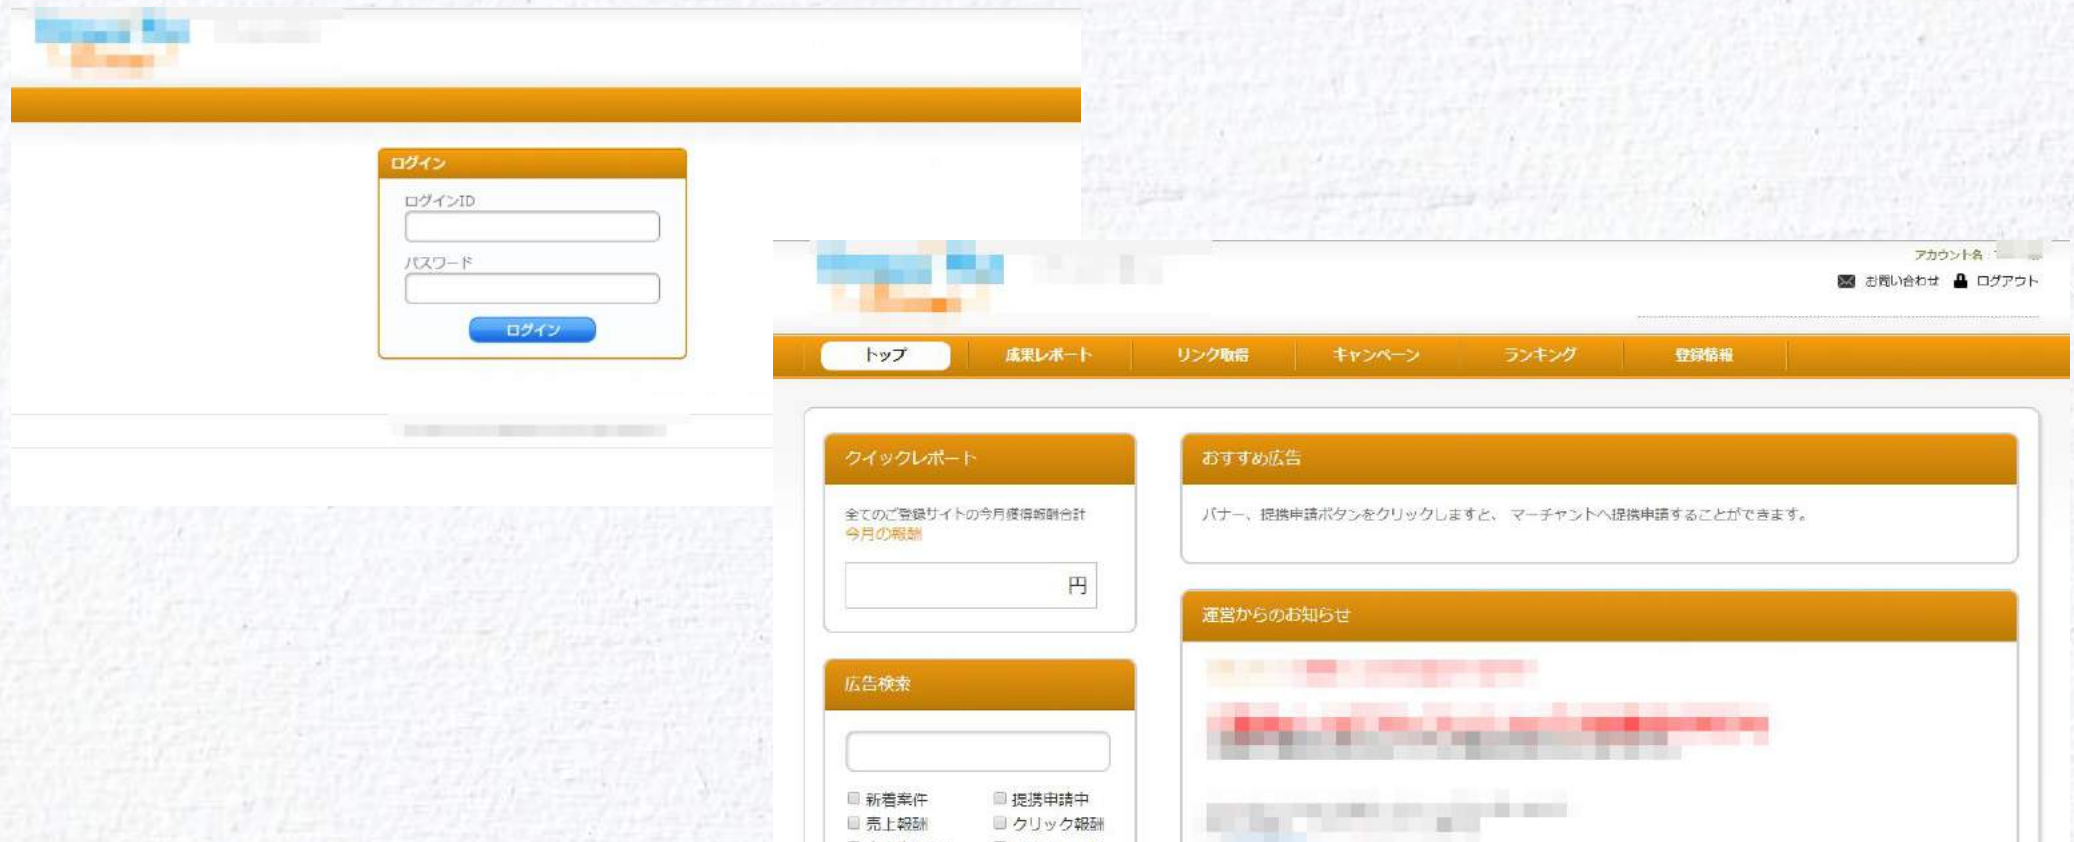 ログイン
ログインID
パスワード
ログイン
アカウント名：
お問い合わせ ログアウト
トップ 成果レポート リンク取得 キャンペーン ランキング 登録情報
クイックレポート
全てのご登録サイトの今月獲得報酬合計
今月の報酬
円
広告検索
新着案件 提携申請中
売上報酬 クリック報酬
おすすめ広告
バナー、提携申請ボタンをクリックしますと、 マーチャントへ提携申請することができます。
運営からのお知らせ